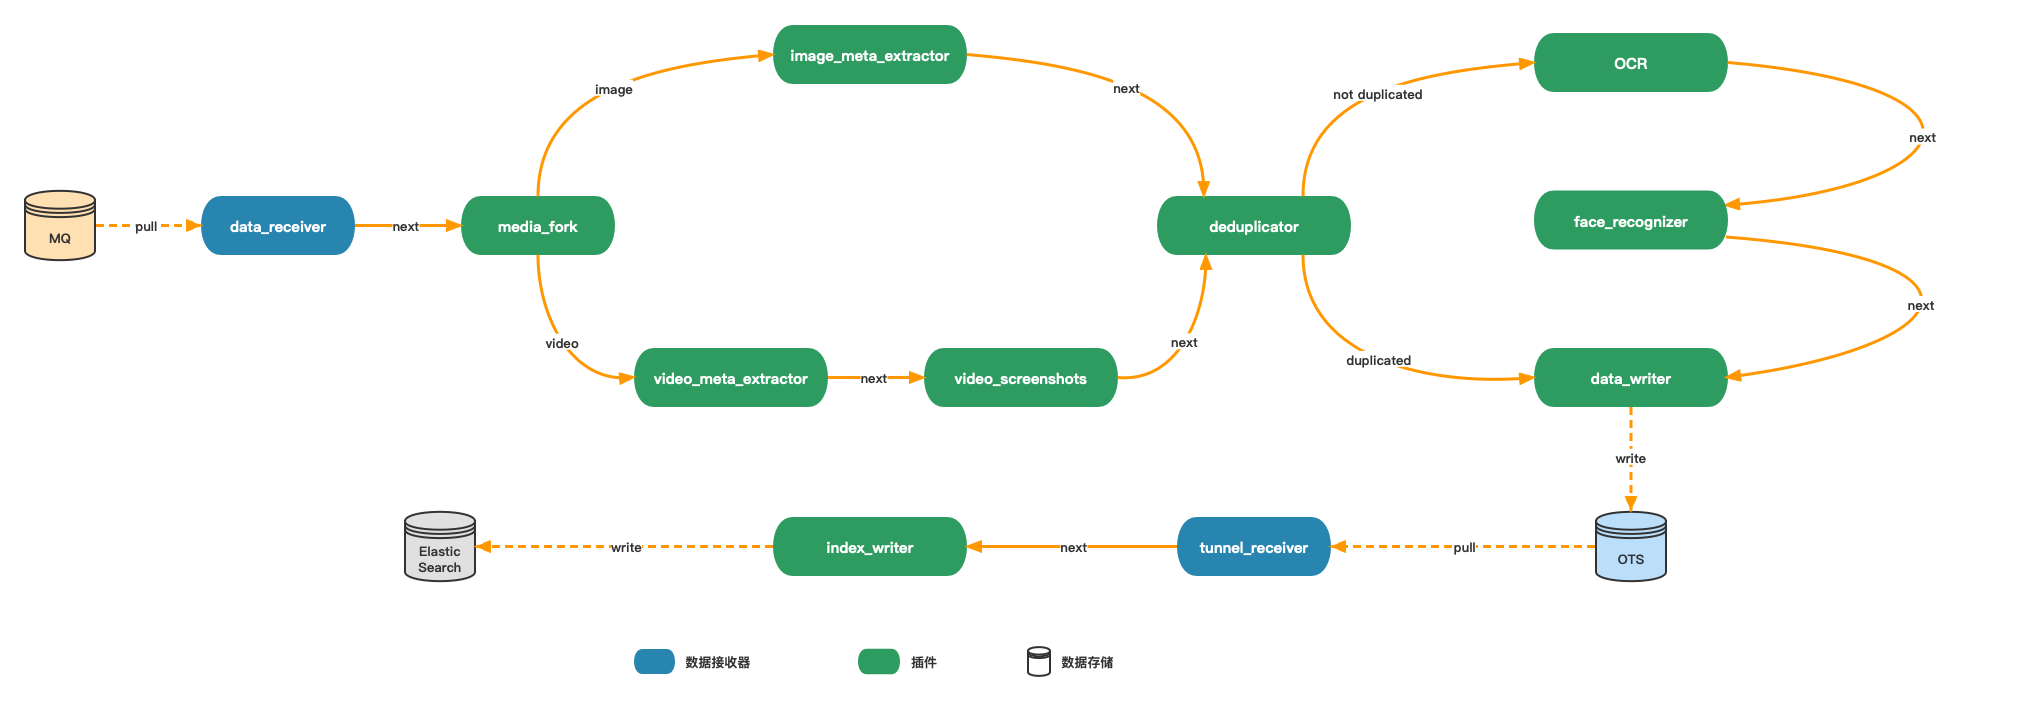 image_meta_extractor
OCR
image
next
not duplicated
next
MQ
pull
data_receiver
next
media_fork
deduplicator
face_recognizer
video
next
next
video_meta_extractor
next
video_screenshots
duplicated
data_writer
write
Elastic
Search
write
index_writer
next
tunnel_receiver
pull
OTS
数据接收器
插件
数据存储